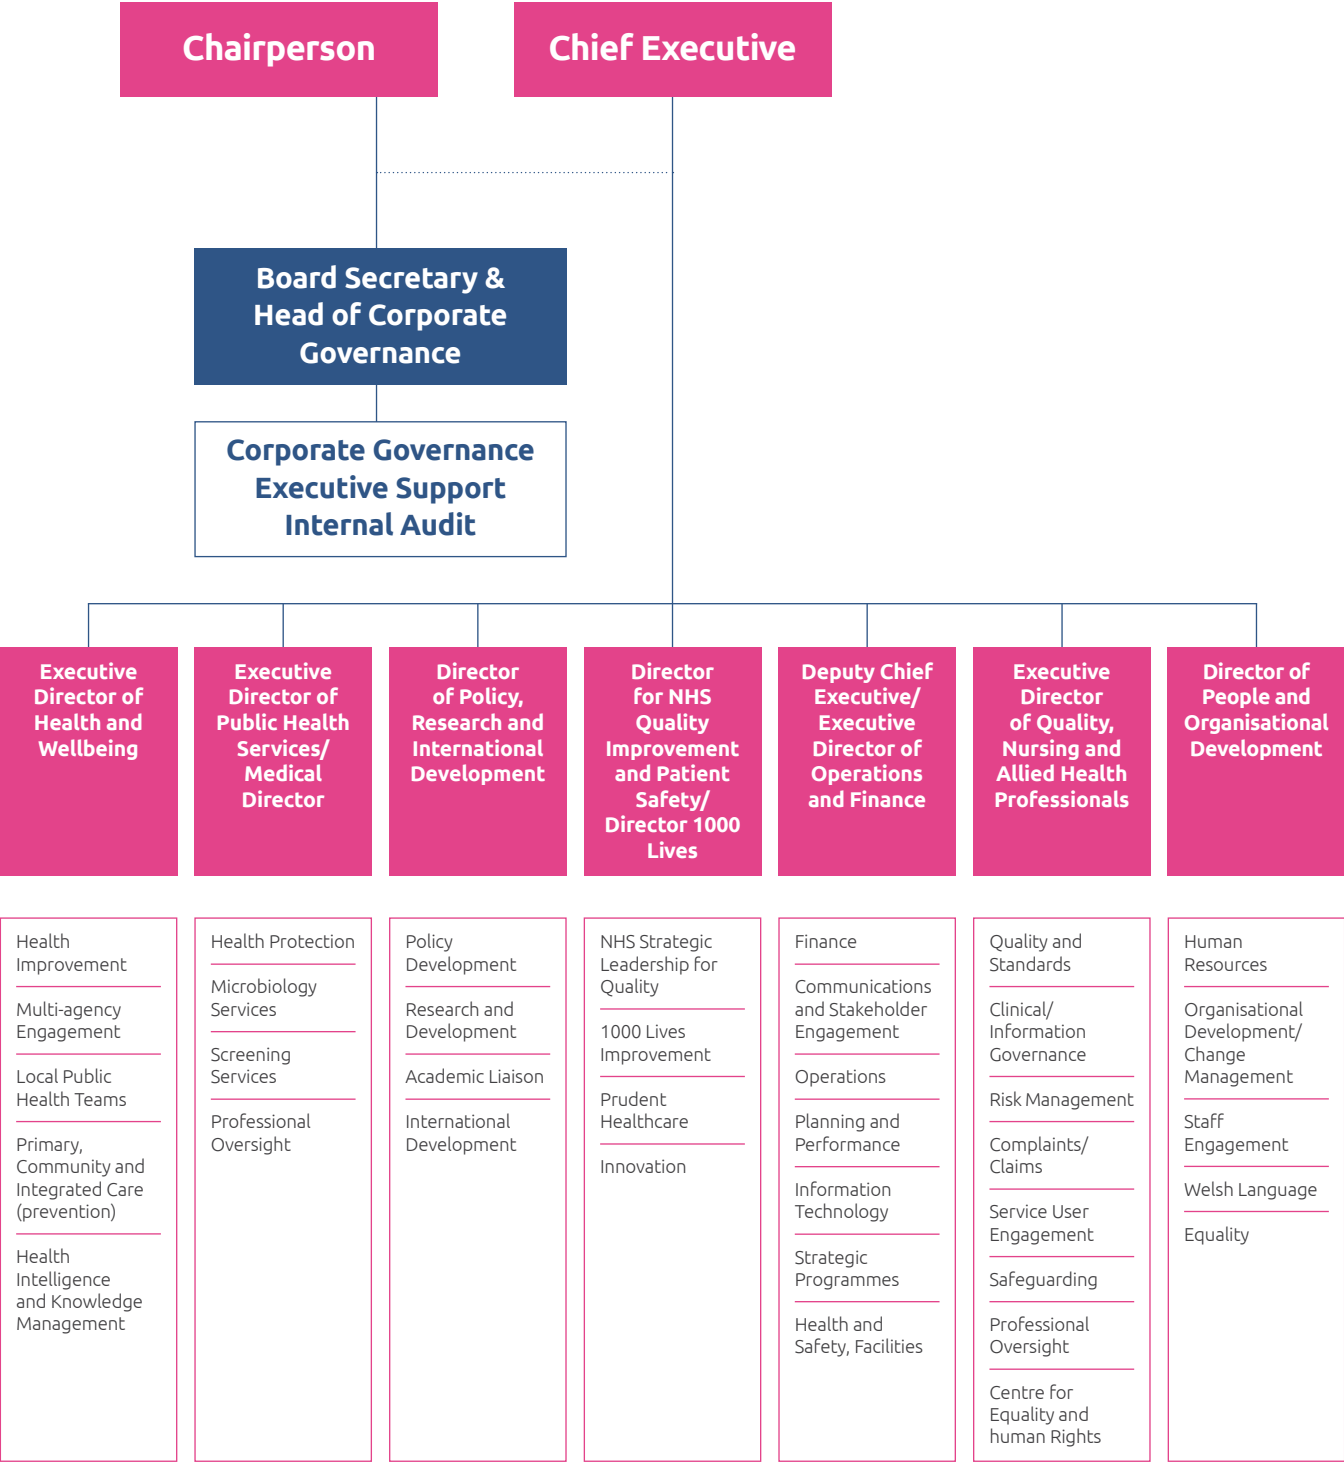 Chairperson
Chief Executive
Board Secretary &
Head of Corporate
Governance
Corporate Governance
Executive Support
Internal Audit
Executive
Director of
Health and
Wellbeing
Executive
Director of
Public Health
Services/
Medical
Director
Director
of Policy,
Research and
International
Development
Director
for NHS
Quality
Improvement
and Patient
Safety/
Director 1000
Lives
Deputy Chief
Executive/
Executive
Director of
Operations
and Finance
Executive
Director
of Quality,
Nursing and
Allied Health
Professionals
Director of
People and
Organisational
Development
Health
Improvement
Multi-agency
Engagement
Local Public
Health Teams
Primary,
Community and
Integrated Care
(prevention)
Health
Intelligence
and Knowledge
Management
Health Protection
Microbiology
Services
Screening
Services
Professional
Oversight
Policy
Development
Research and
Development
Academic Liaison
International
Development
NHS Strategic
Leadership for
Quality
1000 Lives
Improvement
Prudent
Healthcare
Innovation
Finance
Communications
and Stakeholder
Engagement
Operations
Planning and
Performance
Information
Technology
Strategic
Programmes
Health and
Safety, Facilities
Quality and
Standards
Clinical/
Information
Governance
Risk Management
Complaints/
Claims
Service User
Engagement
Safeguarding
Professional
Oversight
Centre for
Equality and
human Rights
Human
Resources
Organisational
Development/
Change
Management
Staff
Engagement
Welsh Language
Equality